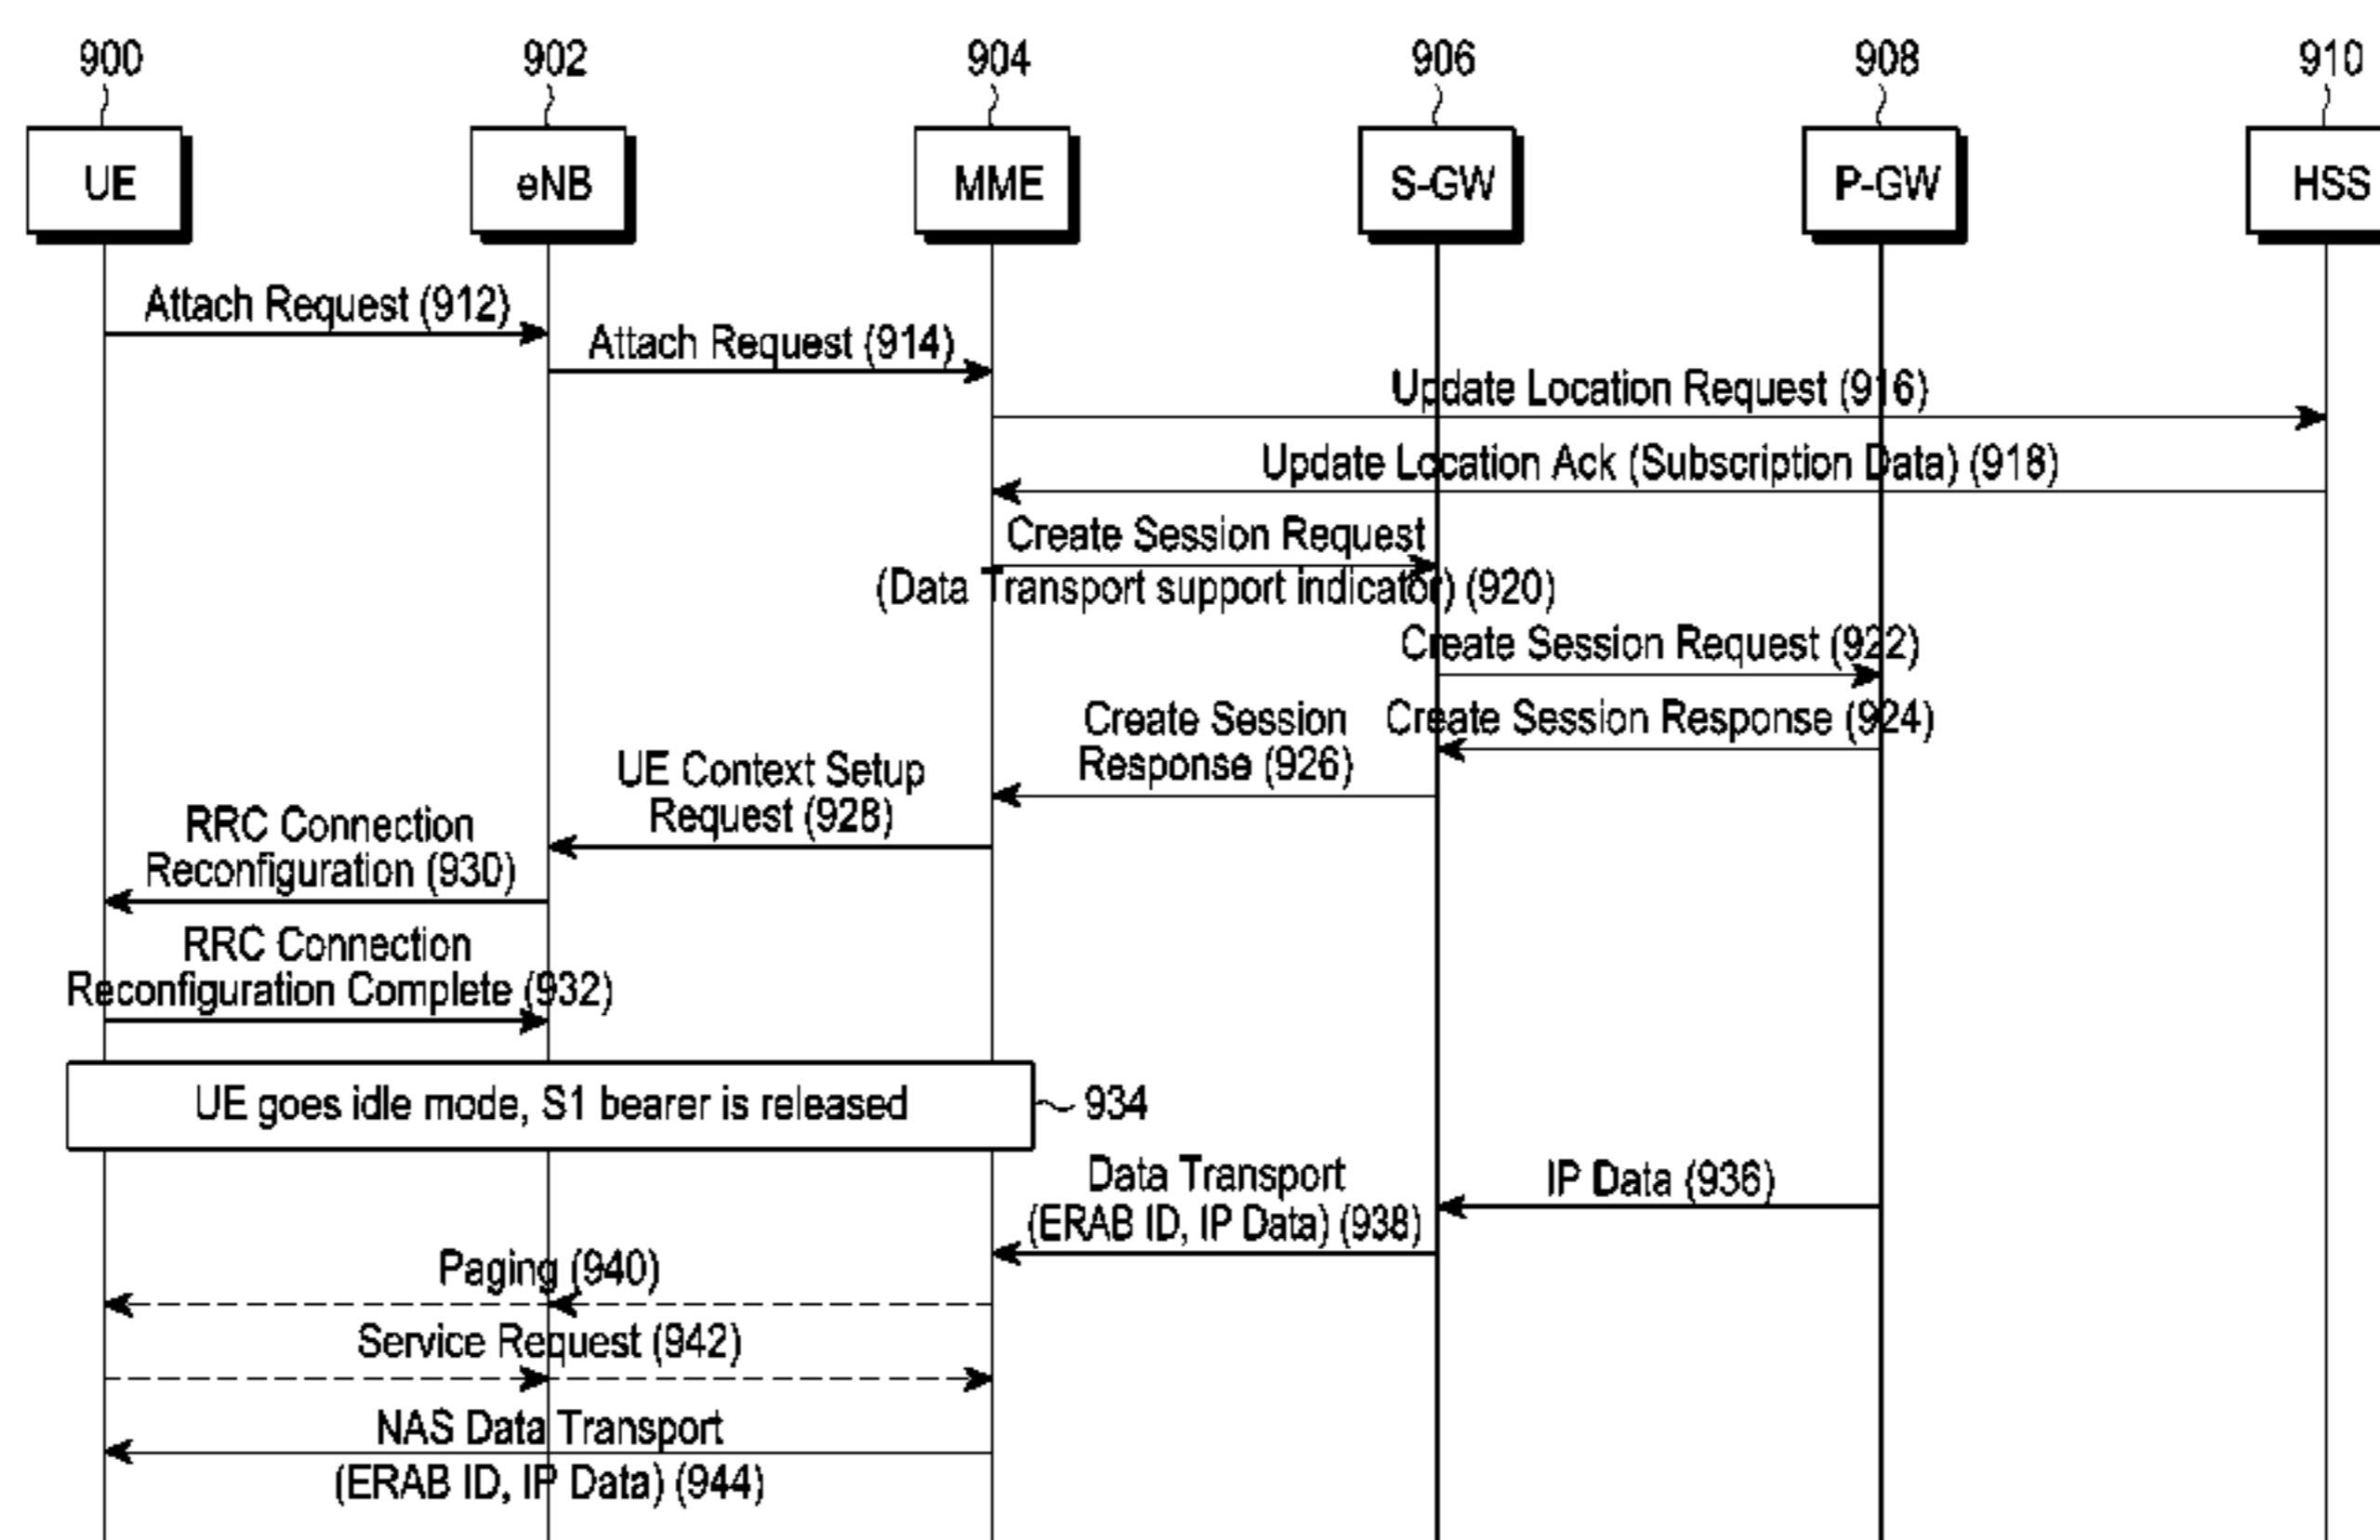 900
902
904
906
908
910
UE
eNB
MME
S-GW
P-GW
HSS
Attach Request (912)
Attach Request (914)
Update Location Request (916)
Update Location Ack (Subscription Data) (918)
Create Session Request
(Data Transport support indicator) (920)
Create Session Request (922)
Create Session Response (924)
Create Session
Response (926)
UE Context Setup
Request (928)
RRC Connection
Reconfiguration (930)
RRC Connection
Reconfiguration Complete (932)
UE goes idle mode, S1 bearer is released
934
IP Data (936)
Data Transport
(ERAB ID, IP Data) (938)
Paging (940)
Service Request (942)
NAS Data Transport
(ERAB ID, IP Data) (944)